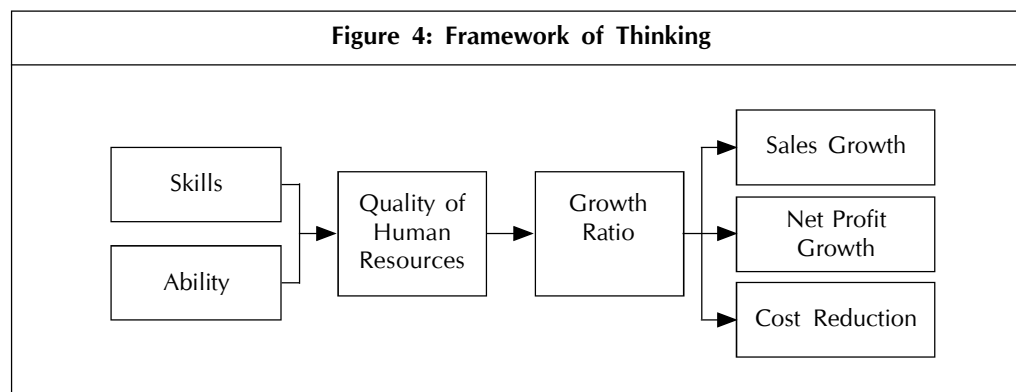 Figure 4: Framework of Thinking
Skills
Ability
Quality of
Human
Resources
Growth
Ratio
Sales Growth
Net Profit
Growth
Cost Reduction